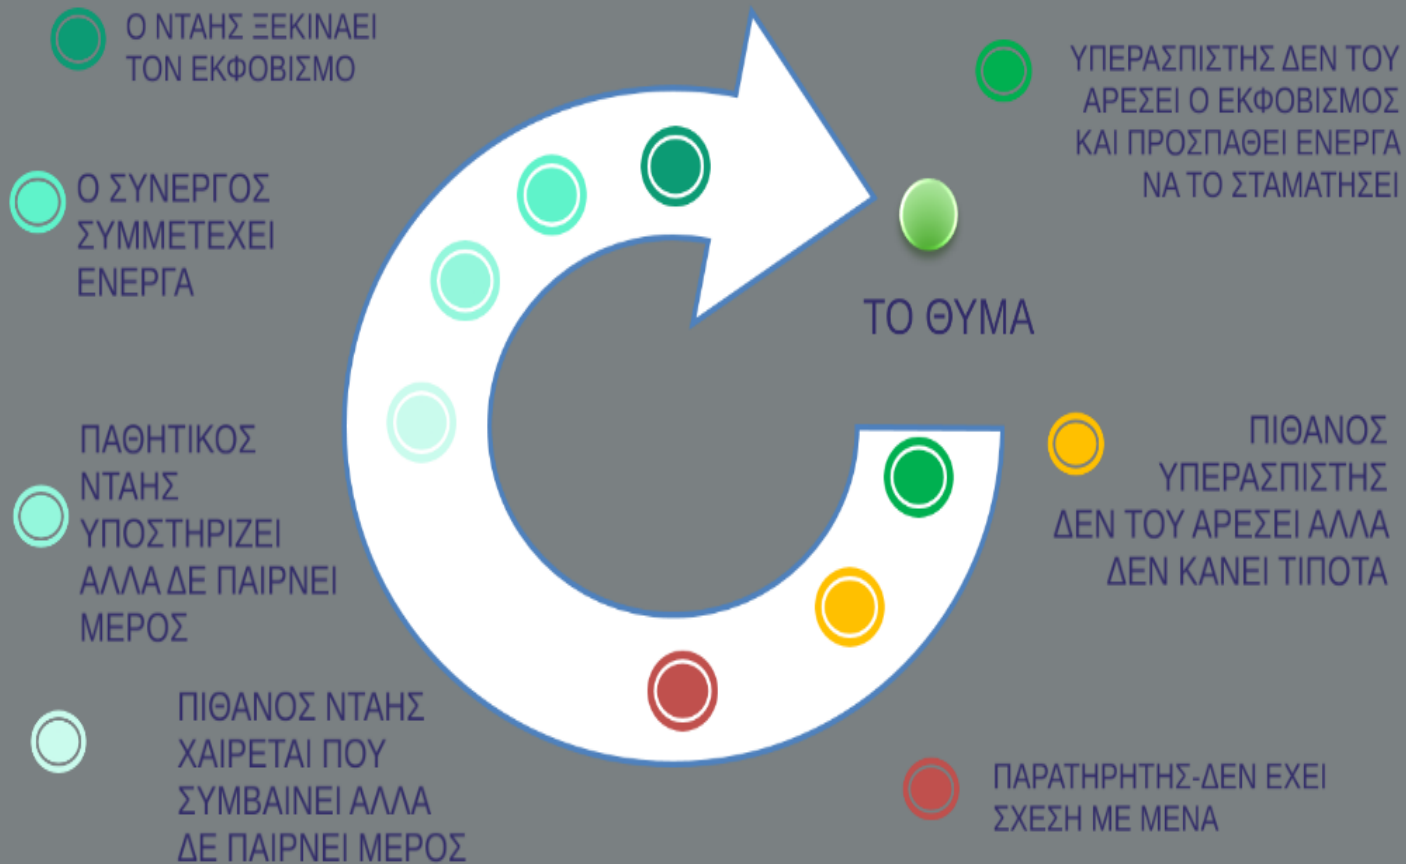 Ο ΝΤΑΗΣ ΞΕΚΙΝΑΕΙ
ΤΟΝ ΕΚΦΟΒΙΣΜΟ
Ο ΣΥΝΕΡΓΟΣ
ΣΥΜΜΕΤΕΧΕΙ
ΕΝΕΡΓΑ
ΠΑΘΗΤΙΚΟΣ
ΝΤΑΗΣ
ΥΠΟΣΤΗΡΙΖΕΙ
ΑΛΛΑ ΔΕ ΠΑΙΡΝΕΙ
ΜΕΡΟΣ
ΠΙΘΑΝΟΣ ΝΤΑΗΣ
ΧΑΙΡΕΤΑΙ ΠΟΥ
ΣΥΜΒΑΙΝΕΙ ΑΛΛΑ
ΔΕ ΠΑΙΡΝΕΙ ΜΕΡΟΣ
ΥΠΕΡΑΣΠΙΣΤΗΣ ΔΕΝ ΤΟΥ
ΑΡΕΣΕΙ Ο ΕΚΦΟΒΙΣΜΟΣ
ΚΑΙ ΠΡΟΣΠΑΘΕΙ ΕΝΕΡΓΑ
ΝΑ ΤΟ ΣΤΑΜΑΤΗΣΕΙ
ΤΟ ΘΥΜΑ
ΠΙΘΑΝΟΣ
ΥΠΕΡΑΣΠΙΣΤΗΣ
ΔΕΝ ΤΟΥ ΑΡΕΣΕΙ ΑΛΛΑ
ΔΕΝ ΚΑΝΕΙ ΤΙΠΟΤΑ
ΠΑΡΑΤΗΡΗΤΗΣ-ΔΕΝ ΕΧΕΙ
ΣΧΕΣΗ ΜΕ ΜΕΝΑ